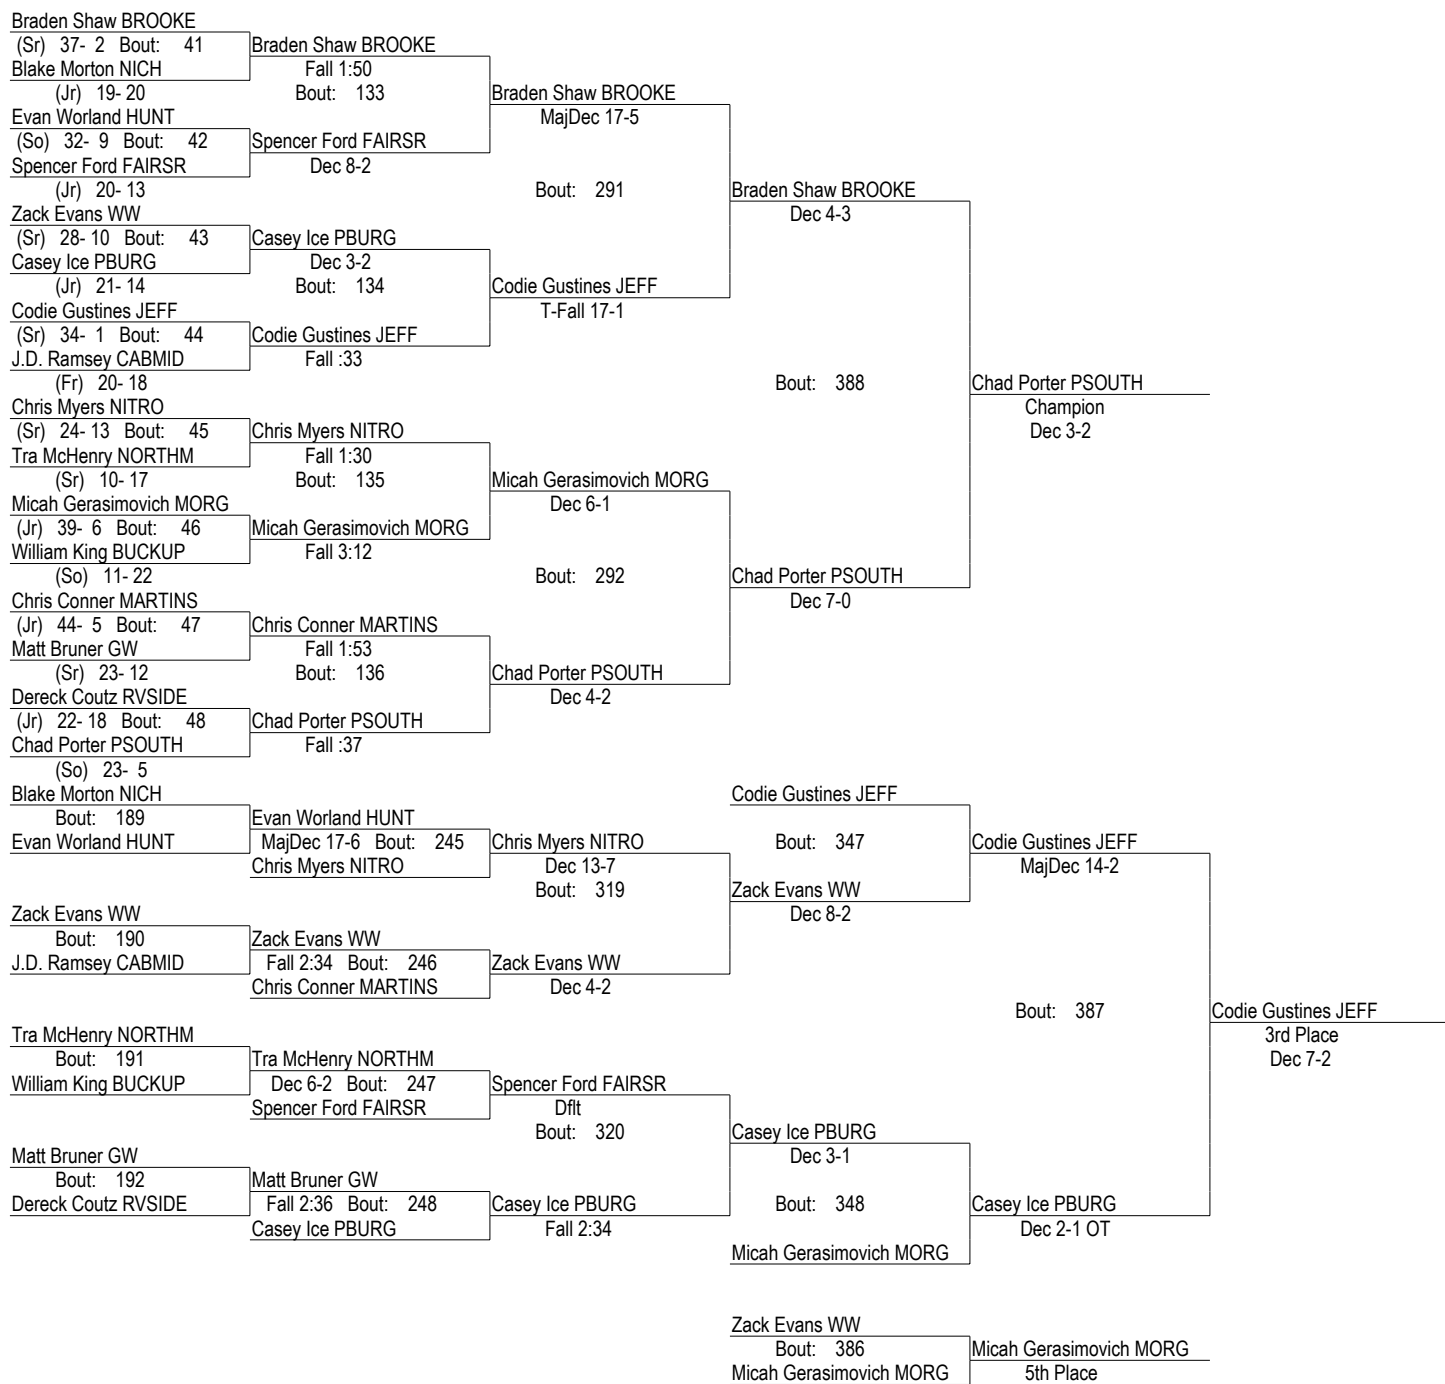 Braden Shaw BROOKE
(Sr) 37- 2 Bout: 41 Braden Shaw BROOKE
Blake Morton NICH Fall 1:50
(Jr) 19- 20 Bout: 133 Braden Shaw BROOKE
Evan Worland HUNT MajDec 17-5
(So) 32- 9 Bout: 42 Spencer Ford FAIRSR
Spencer Ford FAIRSR Dec 8-2
(Jr) 20- 13 Bout: 291 Braden Shaw BROOKE
Zack Evans WW Dec 4-3
(Sr) 28- 10 Bout: 43 Casey Ice PBURG
Casey Ice PBURG Dec 3-2
(Jr) 21- 14 Bout: 134 Codie Gustines JEFF
Codie Gustines JEFF T-Fall 17-1
(Sr) 34- 1 Bout: 44 Codie Gustines JEFF
J.D. Ramsey CABMID Fall :33
(Fr) 20- 18 Bout: 388 Chad Porter PSOUTH
Chris Myers NITRO Champion
(Sr) 24- 13 Bout: 45 Chris Myers NITRO Dec 3-2
Tra McHenry NORTHM Fall 1:30
(Sr) 10- 17 Bout: 135 Micah Gerasimovich MORG
Micah Gerasimovich MORG Dec 6-1
(Jr) 39- 6 Bout: 46 Micah Gerasimovich MORG
William King BUCKUP Fall 3:12
(So) 11- 22 Bout: 292 Chad Porter PSOUTH
Chris Conner MARTINS Dec 7-0
(Jr) 44- 5 Bout: 47 Chris Conner MARTINS
Matt Bruner GW Fall 1:53
(Sr) 23- 12 Bout: 136 Chad Porter PSOUTH
Dereck Coutz RVSIDE Dec 4-2
(Jr) 22- 18 Bout: 48 Chad Porter PSOUTH
Chad Porter PSOUTH Fall :37
(So) 23- 5
Blake Morton NICH Codie Gustines JEFF
Bout: 189 Evan Worland HUNT
Evan Worland HUNT MajDec 17-6 Bout: 245 Chris Myers NITRO Bout: 347 Codie Gustines JEFF
Chris Myers NITRO Dec 13-7 MajDec 14-2
Bout: 319 Zack Evans WW
Zack Evans WW Dec 8-2
Bout: 190 Zack Evans WW
J.D. Ramsey CABMID Fall 2:34 Bout: 246 Zack Evans WW
Chris Conner MARTINS Dec 4-2
Bout: 387 Codie Gustines JEFF
Tra McHenry NORTHM 3rd Place
Bout: 191 Tra McHenry NORTHM Dec 7-2
William King BUCKUP Dec 6-2 Bout: 247 Spencer Ford FAIRSR
Spencer Ford FAIRSR Dflt
Bout: 320 Casey Ice PBURG
Matt Bruner GW Dec 3-1
Bout: 192 Matt Bruner GW
Dereck Coutz RVSIDE Fall 2:36 Bout: 248 Casey Ice PBURG Bout: 348 Casey Ice PBURG
Casey Ice PBURG Fall 2:34 Dec 2-1 OT
Micah Gerasimovich MORG
Zack Evans WW
Bout: 386 Micah Gerasimovich MORG
Micah Gerasimovich MORG 5th Place